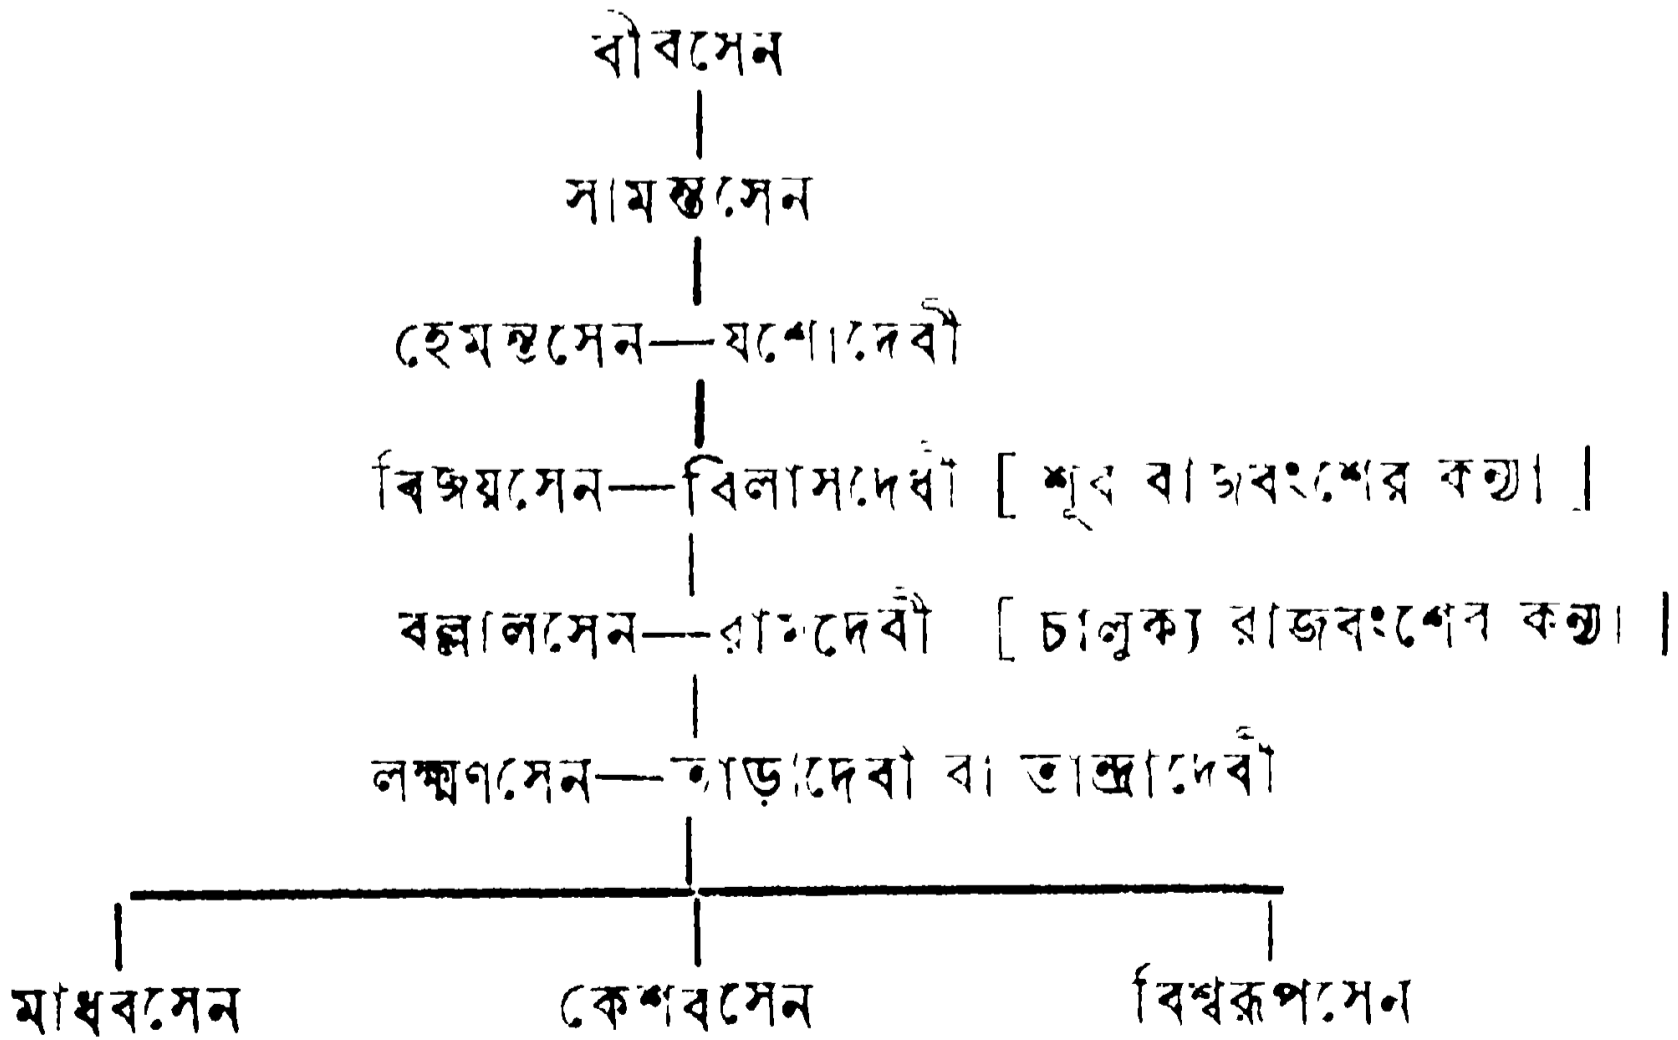 বীরসেন
সামন্তসেন
হেমন্তসেন—যশোদেবী
বিজয়সেন—বিলাসদেবী [ শূর রাজবংশের কন্যা ]
বল্লালসেন—রামদেবী [ চালুক্য রাজবংশের কন্যা ]
লক্ষ্মণসেন—তাড়াদেবী বা তান্দ্রাদেবী
মাধবসেন কেশবসেন বিশ্বরূপসেন